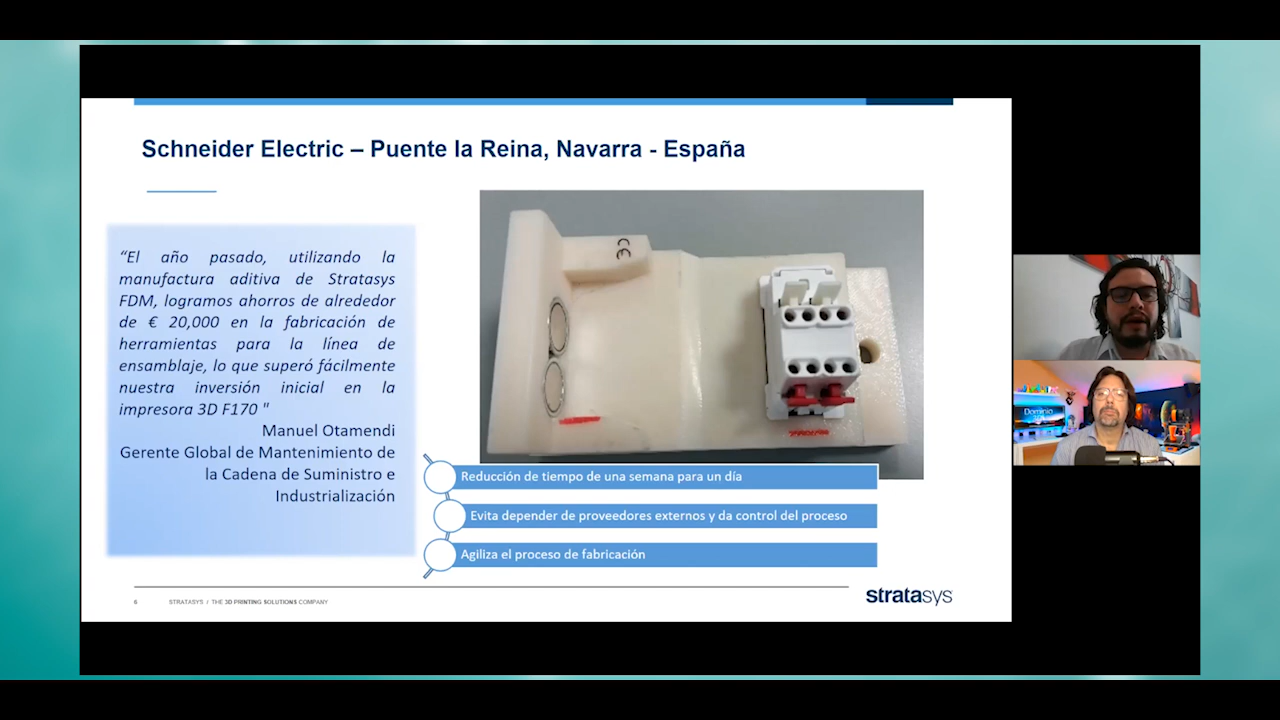 Schneider Electric – Puente la Reina, Navarra - España
“El año pasado, utilizando la
manufactura aditiva de Stratasys
FDM, logramos ahorros de alrededor
de € 20,000 en la fabricación de
herramientas para la línea de
ensamblaje, lo que superó fácilmente
nuestra inversión inicial en la
impresora 3D F170 "
Manuel Otamendi
Gerente Global de Mantenimiento de
la Cadena de Suministro e
Industrialización
Reducción de tiempo de una semana para un día
Evita depender de proveedores externos y da control del proceso
Agiliza el proceso de fabricación
6
STRATASYS / THE 3D PRINTING SOLUTIONS COMPANY
stratasys
Dominio